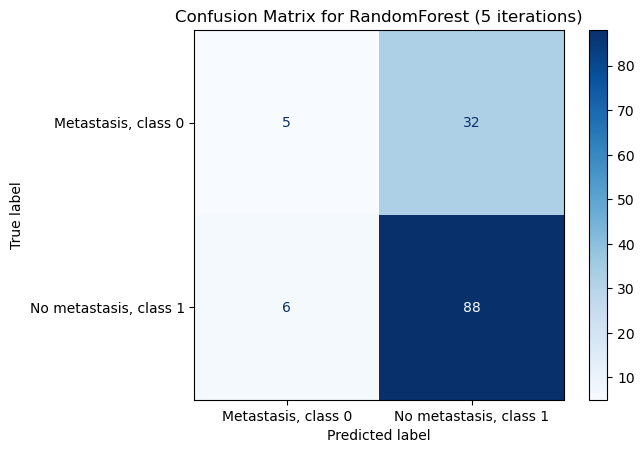 Confusion Matrix for RandomForest (5 iterations)
Metastasis, class 0
5
32
No metastasis, class 1
6
88
Metastasis, class 0
No metastasis, class 1
Predicted label
True label
80
70
60
50
40
30
20
10